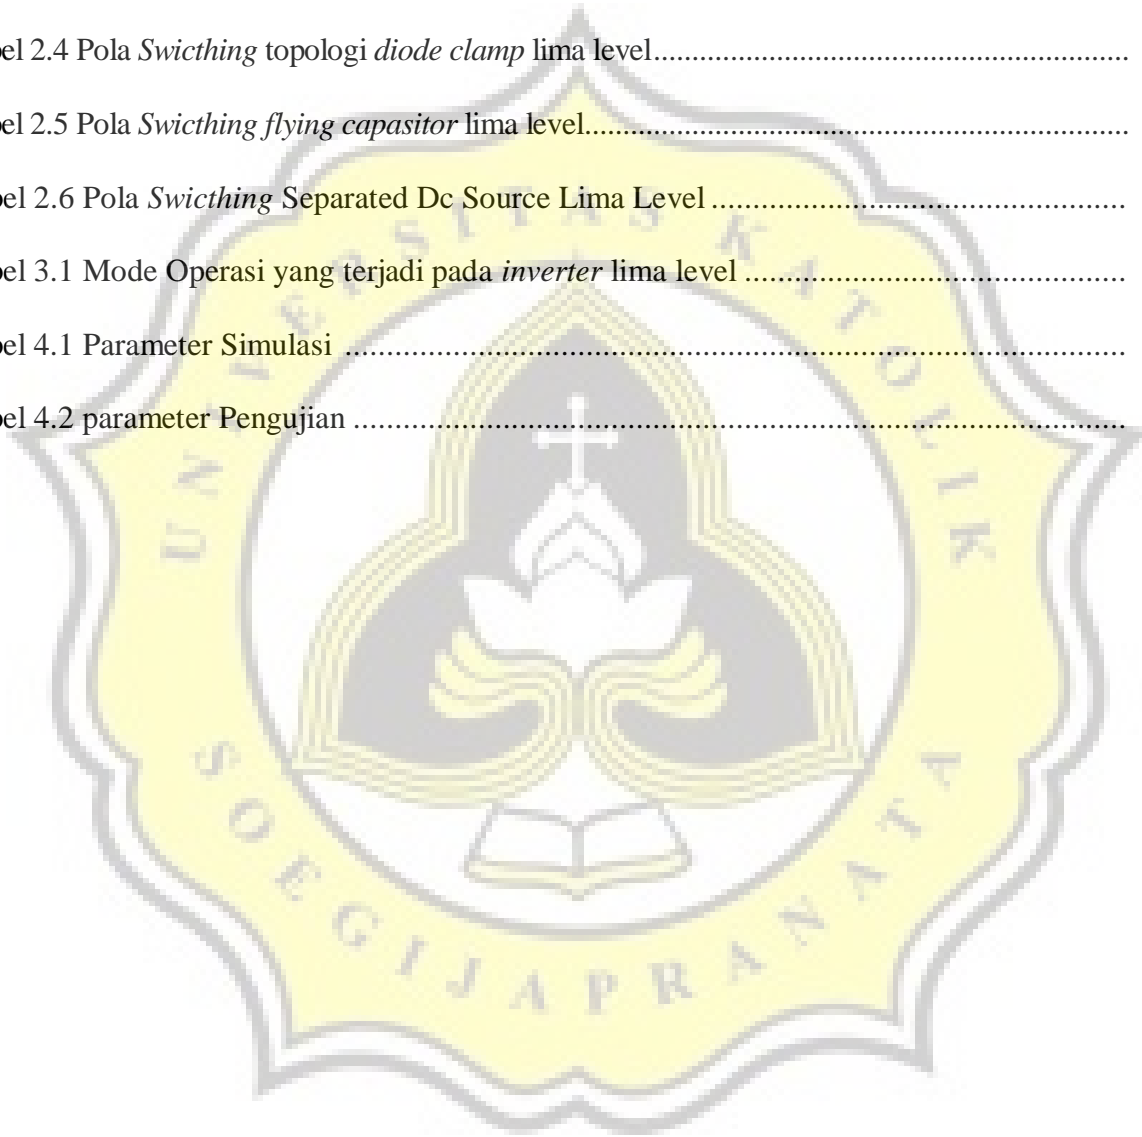 bel 2.4 Pola Swicthing topologi diode clamp lima level..............................................................
bel 2.5 Pola Swicthing flying capasitor lima level.......................................................................
bel 2.6 Pola Swicthing Separated Dc Source Lima Level ...................................................
bel 3.1 Mode Operasi yang terjadi pada inverter lima level ...............................................
bel 4.1 Parameter Simulasi ................................................................................................
bel 4.2 parameter Pengujian ...............................................................................................
UNIVERSITAS KATOLIK
SOEGIJAPRANATA